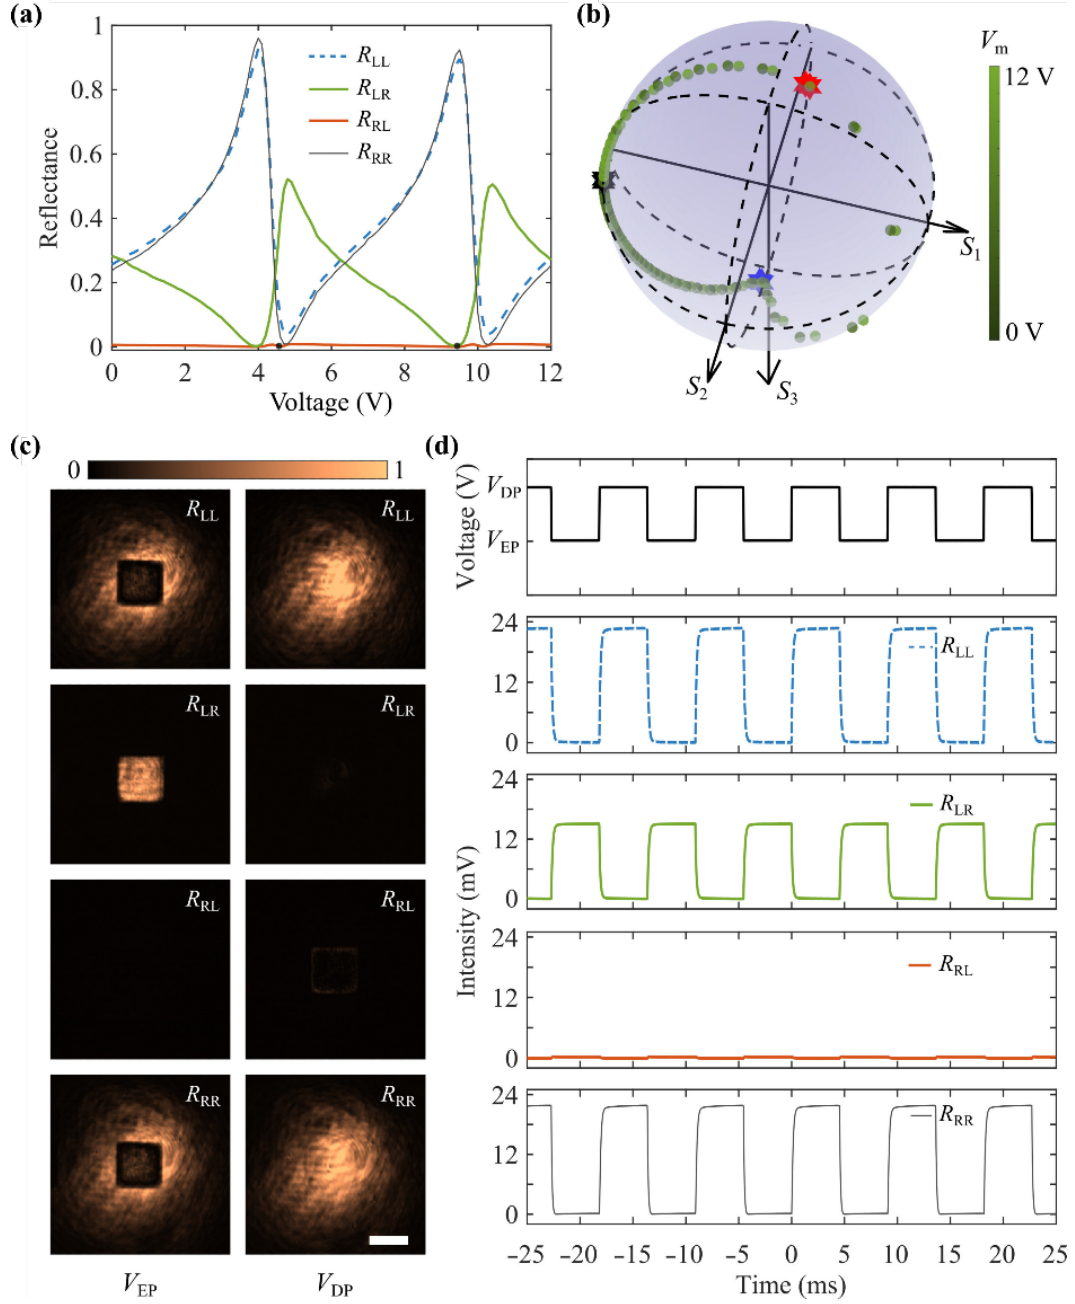 (a)
Reflectance
1
0.8
0.6
0.4
0.2
0
R_LL
R_LR
R_RL
R_RR
0 2 4 6 8 10 12
Voltage (V)
(b)
V_m
12 V
0 V
S_1
S_2
S_3
(c)
0 1
R_LL R_LL
R_LR R_LR
R_RL R_RL
R_RR R_RR
V_EP V_DP
(d)
Voltage (V)
V_DP
V_EP
Intensity (mV)
24
12
0
R_LL
24
12
0
R_LR
24
12
0
R_RL
24
12
0
R_RR
−25 −20 −15 −10 −5 0 5 10 15 20 25
Time (ms)